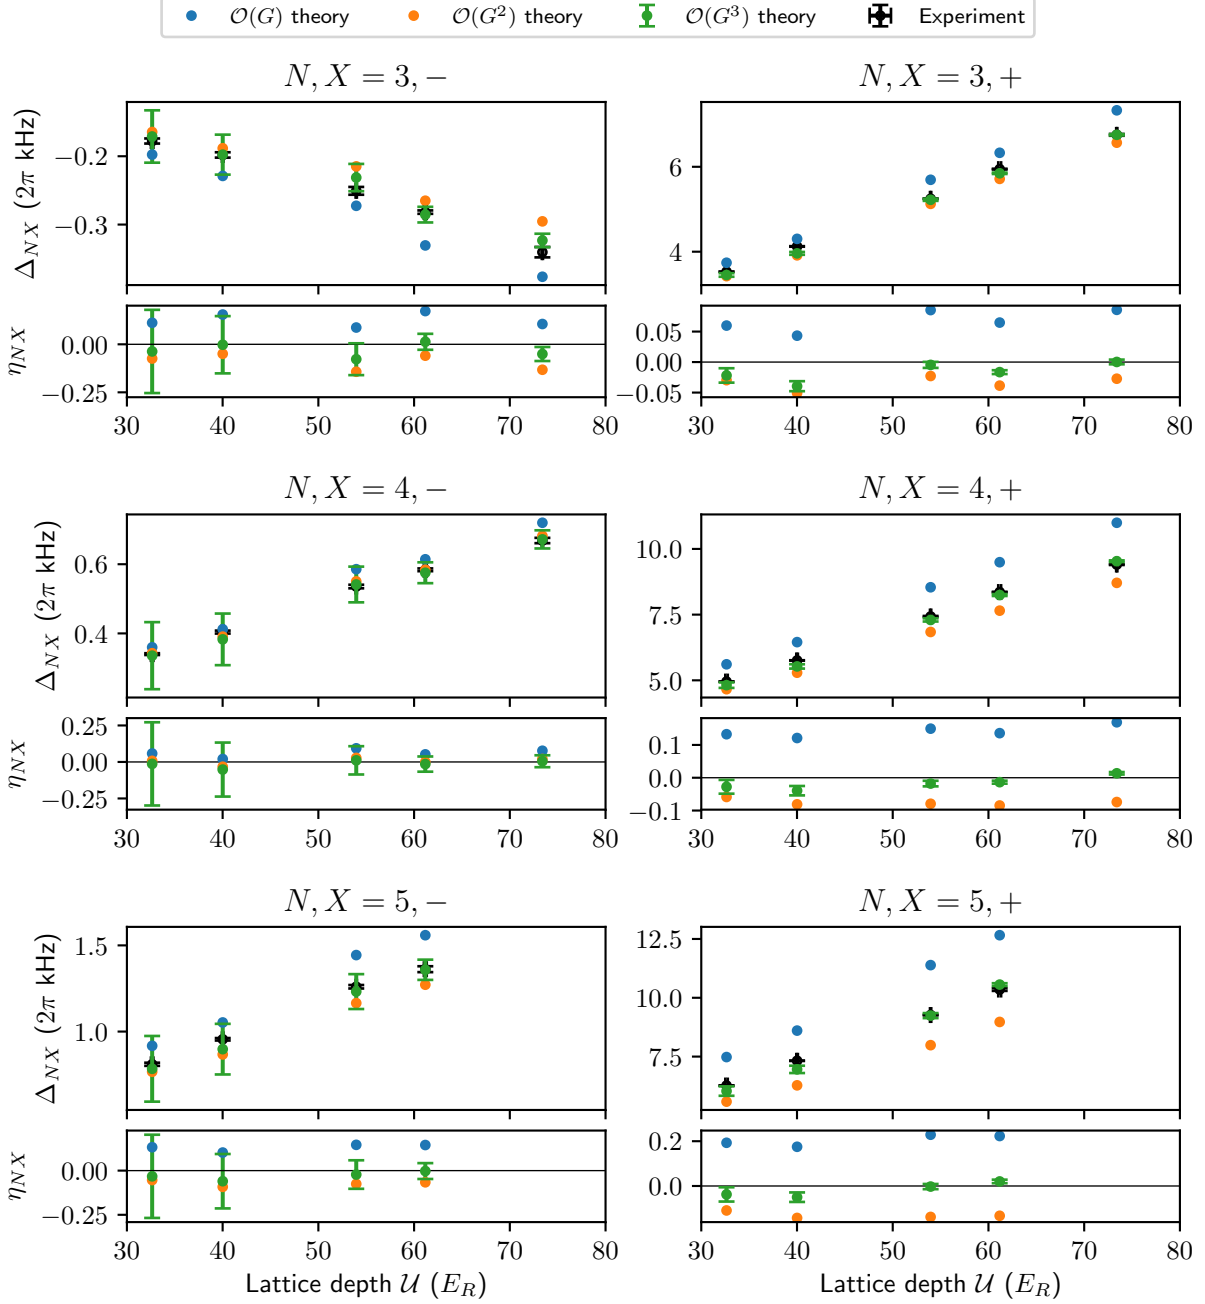 𝒪(G) theory 𝒪(G²) theory 𝒪(G³) theory Experiment
N, X = 3, − N, X = 3, +
Δ_NX (2π kHz)
−0.2
−0.3
6
4
η_NX
0.00
−0.25
0.05
0.00
−0.05
30 40 50 60 70 80 30 40 50 60 70 80
N, X = 4, − N, X = 4, +
Δ_NX (2π kHz)
0.6
0.4
10.0
7.5
5.0
η_NX
0.25
0.00
−0.25
0.1
0.0
−0.1
30 40 50 60 70 80 30 40 50 60 70 80
N, X = 5, − N, X = 5, +
Δ_NX (2π kHz)
1.5
1.0
12.5
10.0
7.5
η_NX
0.00
−0.25
0.2
0.0
30 40 50 60 70 80 30 40 50 60 70 80
Lattice depth 𝒰 (E_R) Lattice depth 𝒰 (E_R)